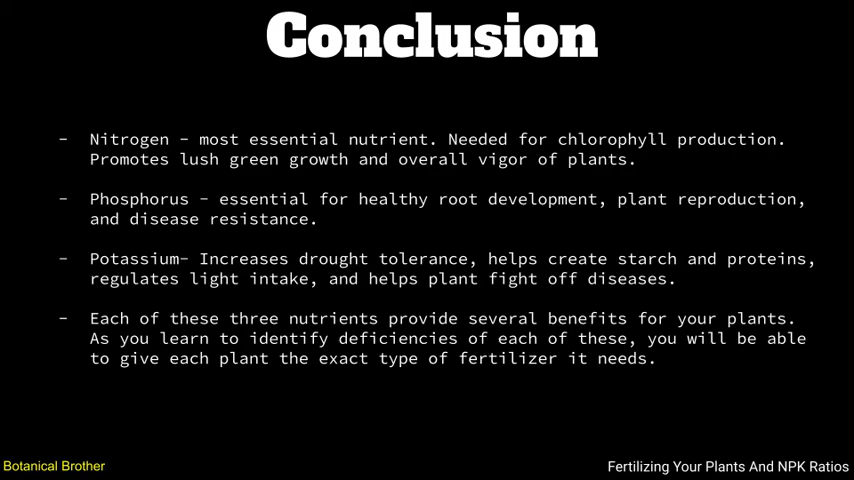 Conclusion
- Nitrogen - most essential nutrient. Needed for chlorophyll production.
Promotes lush green growth and overall vigor of plants.
- Phosphorus - essential for healthy root development, plant reproduction,
and disease resistance.
- Potassium- Increases drought tolerance, helps create starch and proteins,
regulates light intake, and helps plant fight off diseases.
- Each of these three nutrients provide several benefits for your plants.
As you learn to identify deficiencies of each of these, you will be able
to give each plant the exact type of fertilizer it needs.
Botanical Brother
Fertilizing Your Plants And NPK Ratios